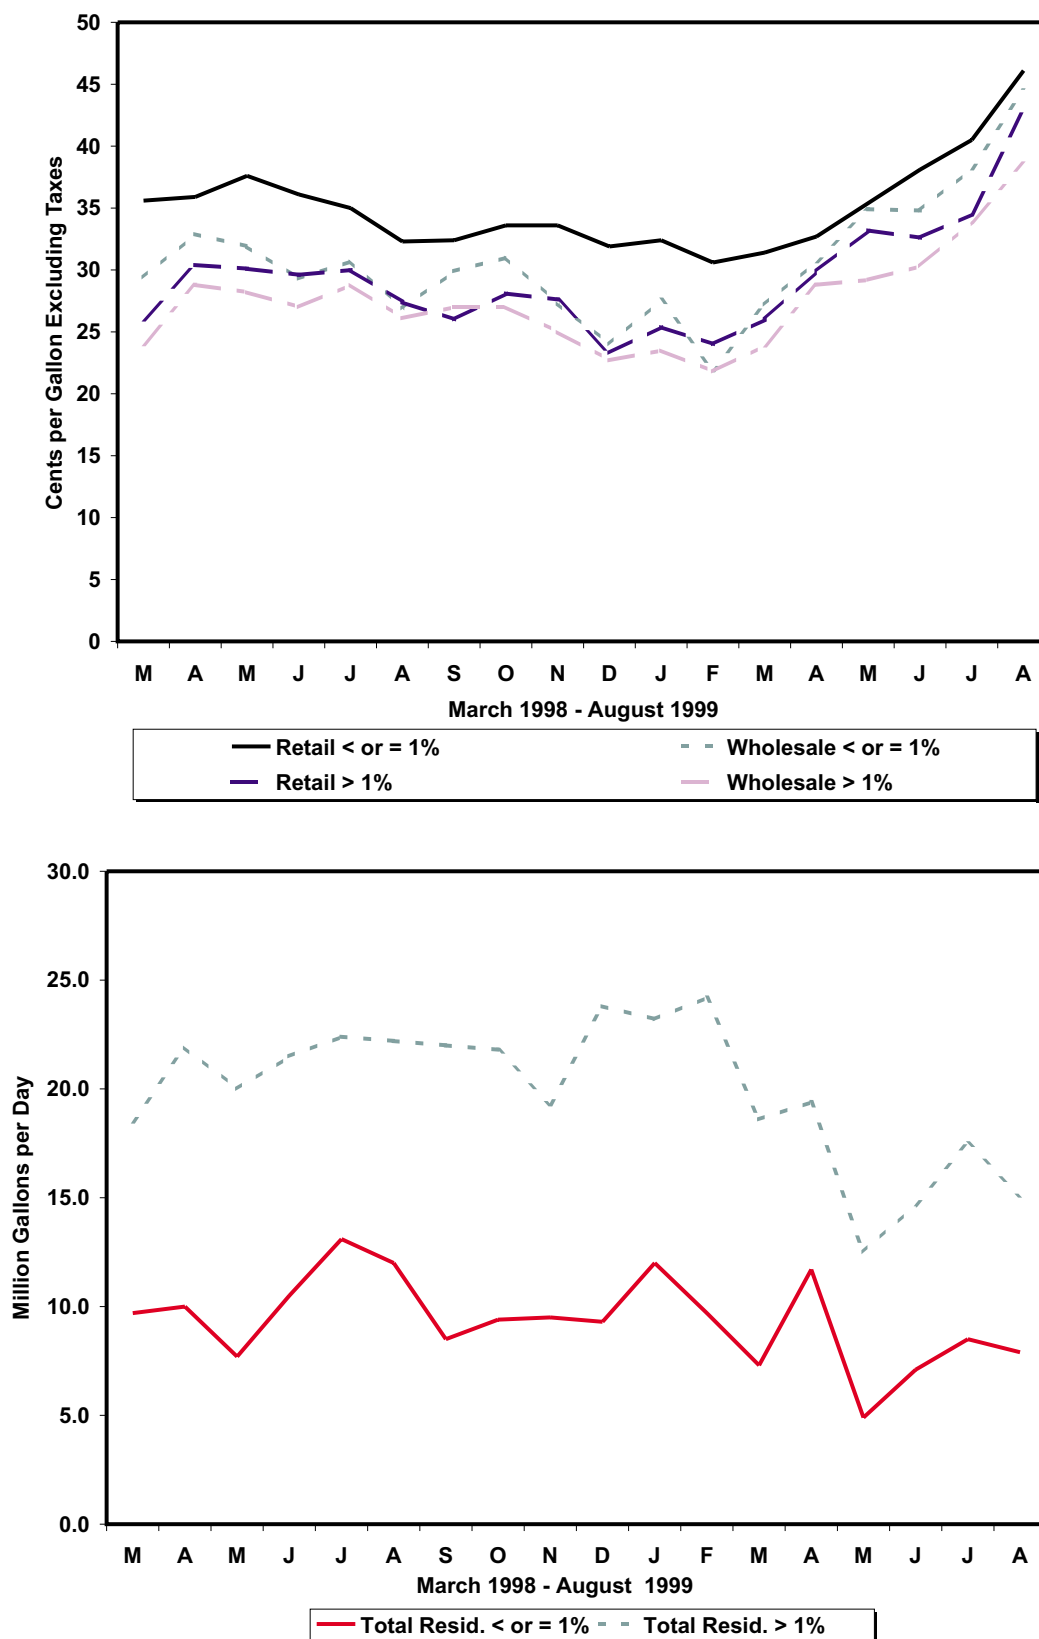 50
45
40
35
30
25
20
15
10
5
0
Cents per Gallon Excluding Taxes
M A M J J A S O N D J F M A M J J A
March 1998 - August 1999
Retail < or = 1% Wholesale < or = 1%
Retail > 1% Wholesale > 1%
30.0
25.0
20.0
15.0
10.0
5.0
0.0
Million Gallons per Day
M A M J J A S O N D J F M A M J J A
March 1998 - August 1999
Total Resid. < or = 1% Total Resid. > 1%